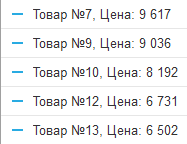 Товар №7, Цена: 9 617
Товар №9, Цена: 9 036
Товар №10, Цена: 8 192
Товар №12, Цена: 6 731
Товар №13, Цена: 6 502